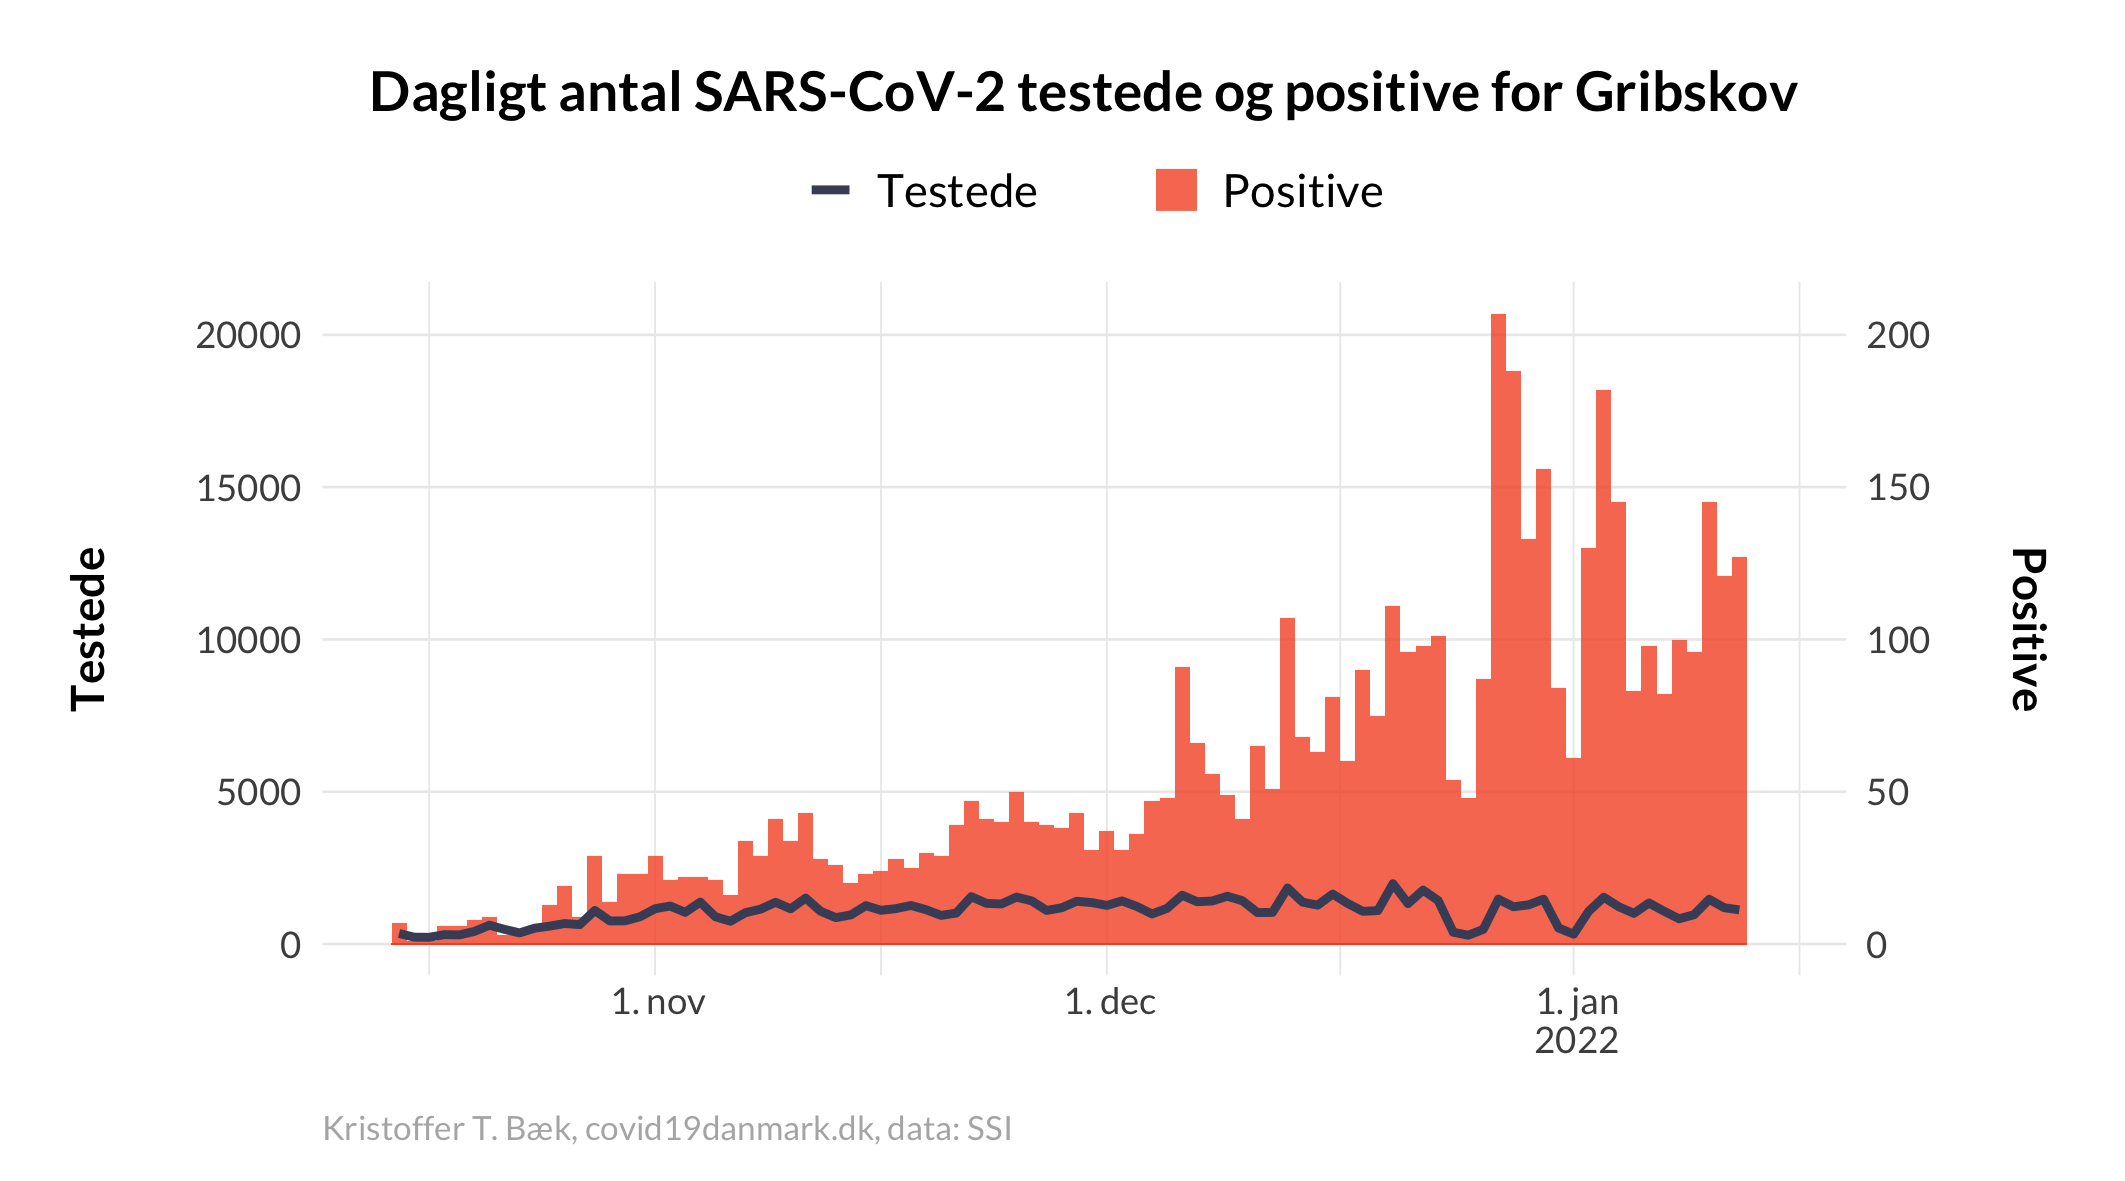 Dagligt antal SARS-CoV-2 testede og positive for Gribskov
Testede Positive
20000 200
15000 150
10000 100
5000 50
0 0
Testede
Positive
1. nov 1. dec 1. jan
2022
Kristoffer T. Bæk, covid19danmark.dk, data: SSI